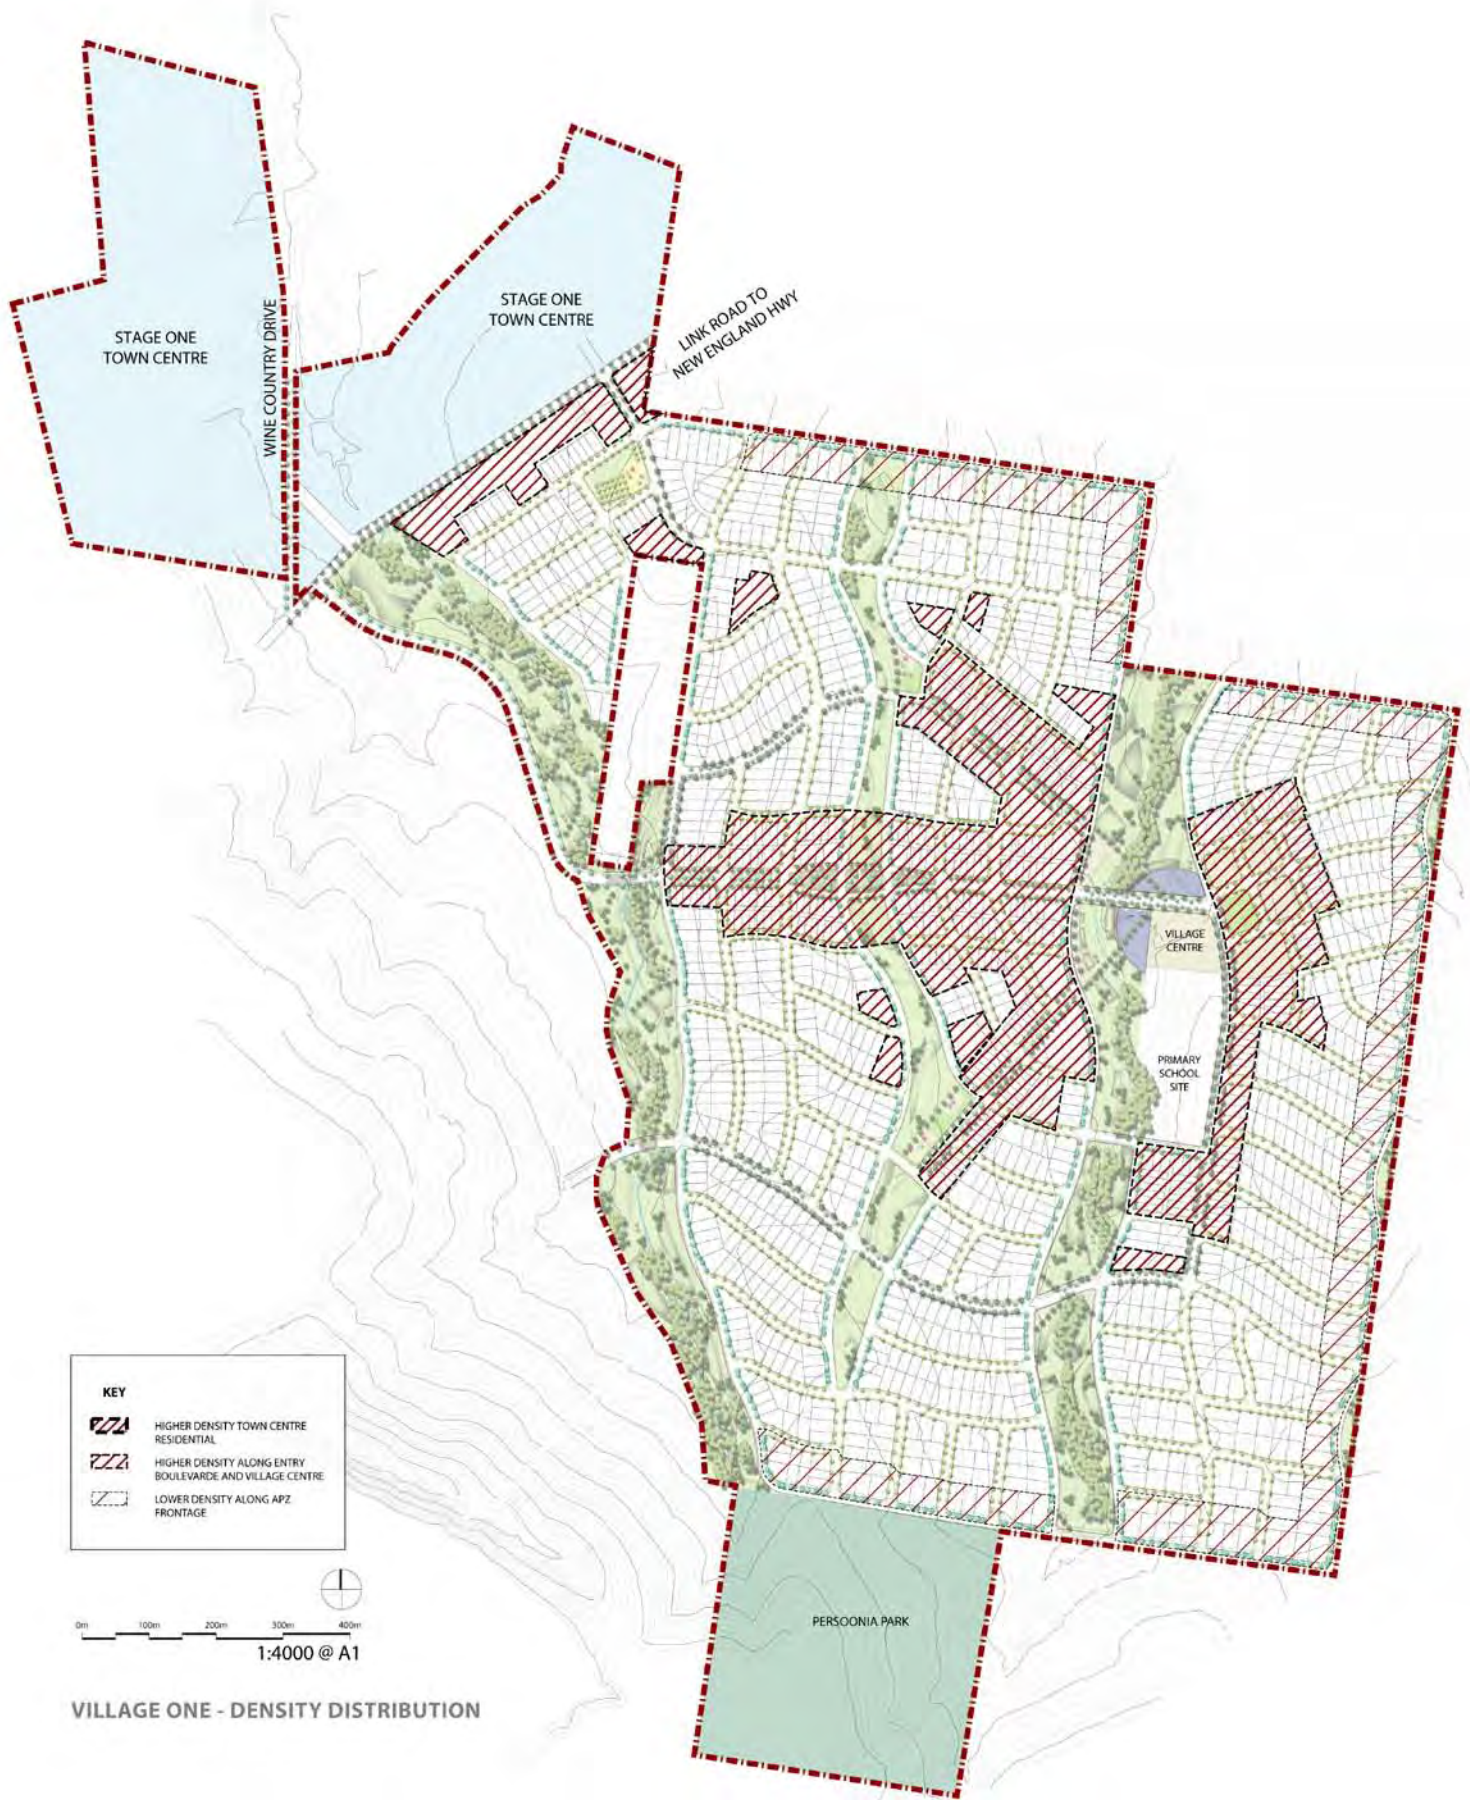 STAGE ONE
TOWN CENTRE
WINE COUNTRY DRIVE
STAGE ONE
TOWN CENTRE
LINK ROAD TO
NEW ENGLAND HWY
VILLAGE
CENTRE
PRIMARY
SCHOOL
SITE
KEY
HIGHER DENSITY TOWN CENTRE
RESIDENTIAL
HIGHER DENSITY ALONG ENTRY
BOULEVARDE AND VILLAGE CENTRE
LOWER DENSITY ALONG APZ
FRONTAGE
0m 100m 200m 300m 400m
1:4000 @ A1
PERSOONIA PARK
VILLAGE ONE - DENSITY DISTRIBUTION